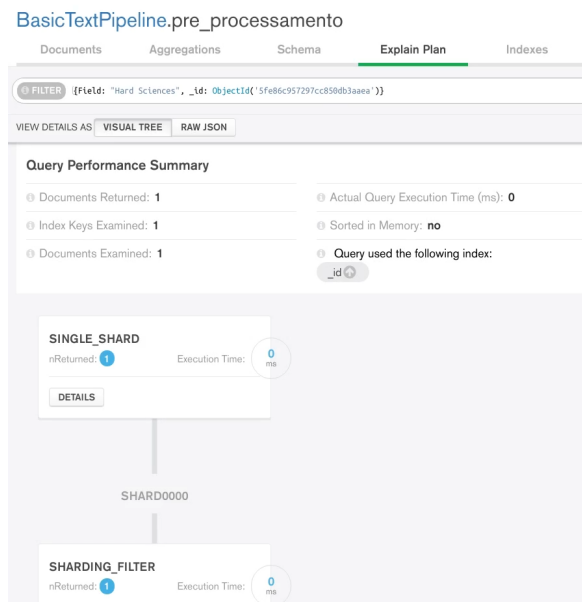 BasicTextPipeline.pre_processamento
Documents Aggregations Schema Explain Plan Indexes
FILTER {Field: "Hard Sciences", _id: ObjectId('5fe86c957297cc850db3aaea')}
VIEW DETAILS AS VISUAL TREE RAW JSON
Query Performance Summary
Documents Returned: 1 Actual Query Execution Time (ms): 0
Index Keys Examined: 1 Sorted in Memory: no
Documents Examined: 1 Query used the following index:
_id
SINGLE_SHARD
nReturned: 1 Execution Time: 0 ms
DETAILS
SHARD0000
SHARDING_FILTER
nReturned: 1 Execution Time: 0 ms